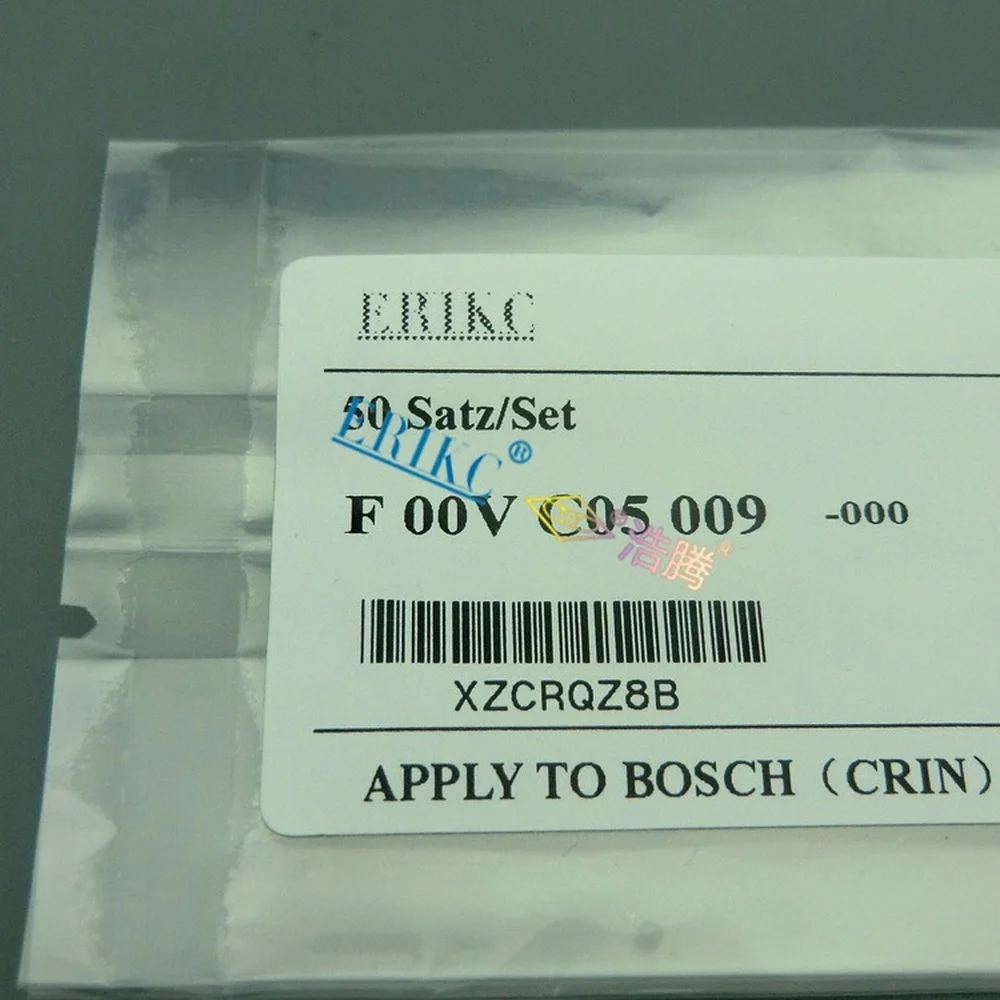 ERIKC
50 Satz/Set
ERIKC®
F 00V C05 009 -000
浩腾®
XZCRQZ8B
APPLY TO BOSCH（CRIN）